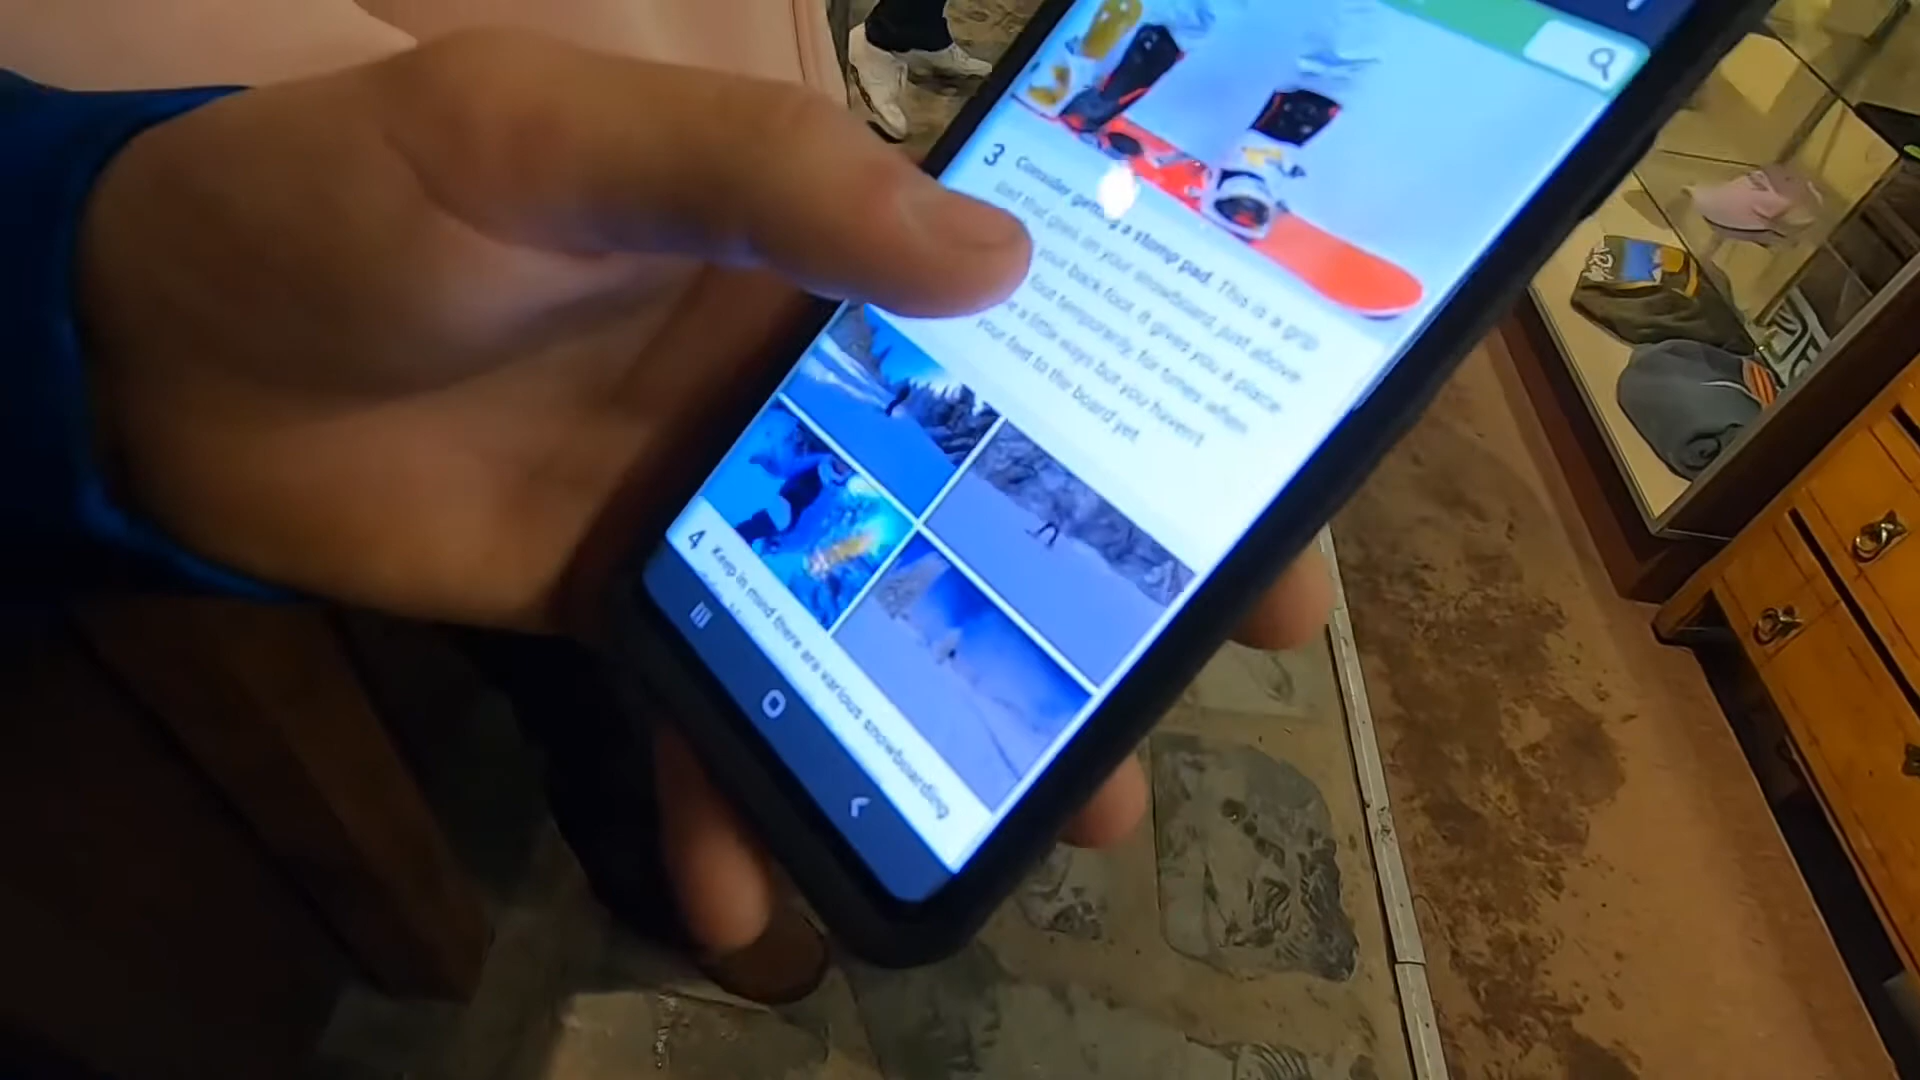 3 Consider getting a stomp pad. This is a grip
pad that goes on your snowboard, just above
your back foot. It gives you a place
foot temporarily, for times when
a little ways but you haven't
your feet to the board yet.
4 Keep in mind there are various snowboarding